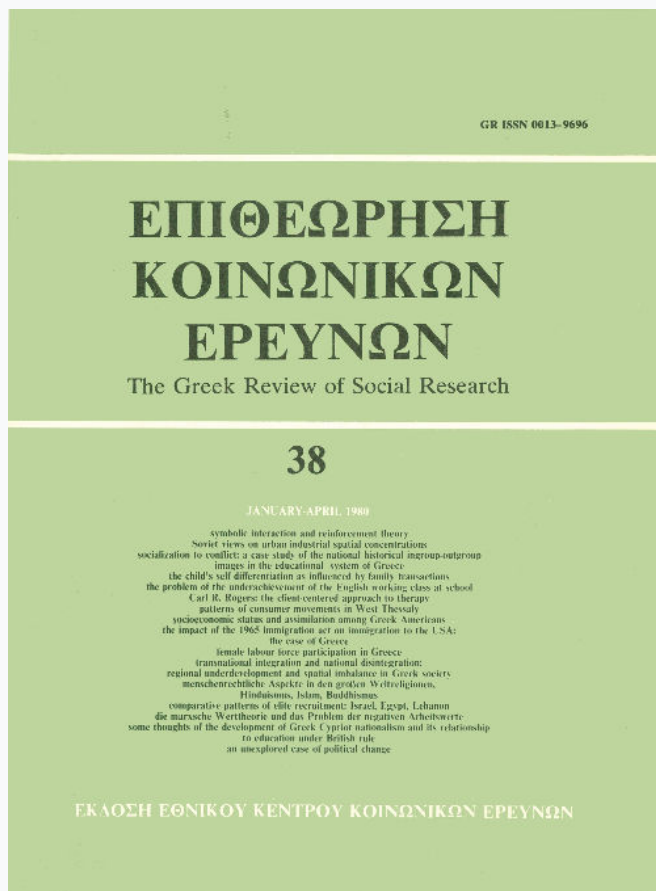 GR ISSN 0013-9696
ΕΠΙΘΕΩΡΗΣΗ
ΚΟΙΝΩΝΙΚΩΝ
ΕΡΕΥΝΩΝ
The Greek Review of Social Research
38
JANUARY-APRIL 1980
symbolic interaction and reinforcement theory
Soviet views on urban industrial spatial concentrations
socialization to conflict: a case study of the national historical ingroup-outgroup
images in the educational system of Greece
the child's self differentiation as influenced by family transactions
the problem of the underachievement of the English working class at school
Carl R. Rogers: the client-centered approach to therapy
patterns of consumer movements in West Thessaly
socioeconomic status and assimilation among Greek Americans
the impact of the 1965 immigration act on immigration to the USA:
the case of Greece
female labour force participation in Greece
transnational integration and national disintegration:
regional underdevelopment and spatial imbalance in Greek society
menschenrechtliche Aspekte in den großen Weltreligionen,
Hinduismus, Islam, Buddhismus
comparative patterns of elite recruitment: Israel, Egypt, Lebanon
die marxsche Werttheorie und das Problem der negativen Arbeitswerte
some thoughts of the development of Greek Cypriot nationalism and its relationship
to education under British rule
an unexplored case of political change
ΕΚΔΟΣΗ ΕΘΝΙΚΟΥ ΚΕΝΤΡΟΥ ΚΟΙΝΩΝΙΚΩΝ ΕΡΕΥΝΩΝ